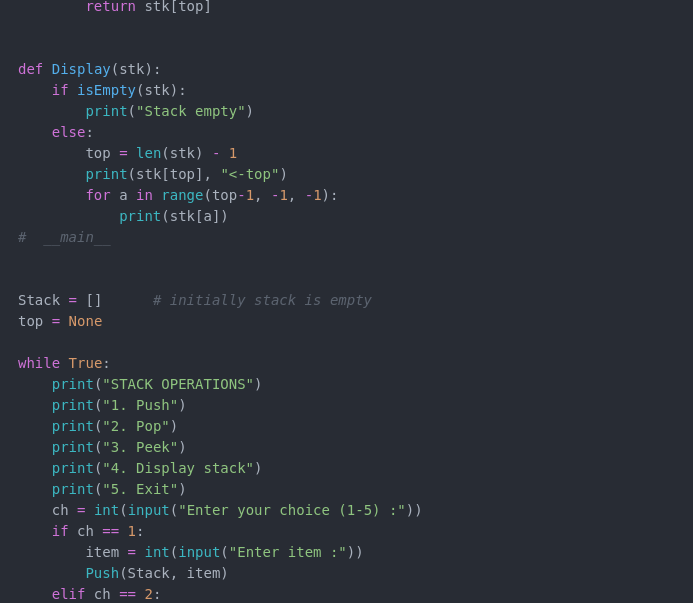 return stk[top]


def Display(stk):
    if isEmpty(stk):
        print("Stack empty")
    else:
        top = len(stk) - 1
        print(stk[top], "<-top")
        for a in range(top-1, -1, -1):
            print(stk[a])
#  __main__


Stack = []      # initially stack is empty
top = None

while True:
    print("STACK OPERATIONS")
    print("1. Push")
    print("2. Pop")
    print("3. Peek")
    print("4. Display stack")
    print("5. Exit")
    ch = int(input("Enter your choice (1-5) :"))
    if ch == 1:
        item = int(input("Enter item :"))
        Push(Stack, item)
    elif ch == 2: